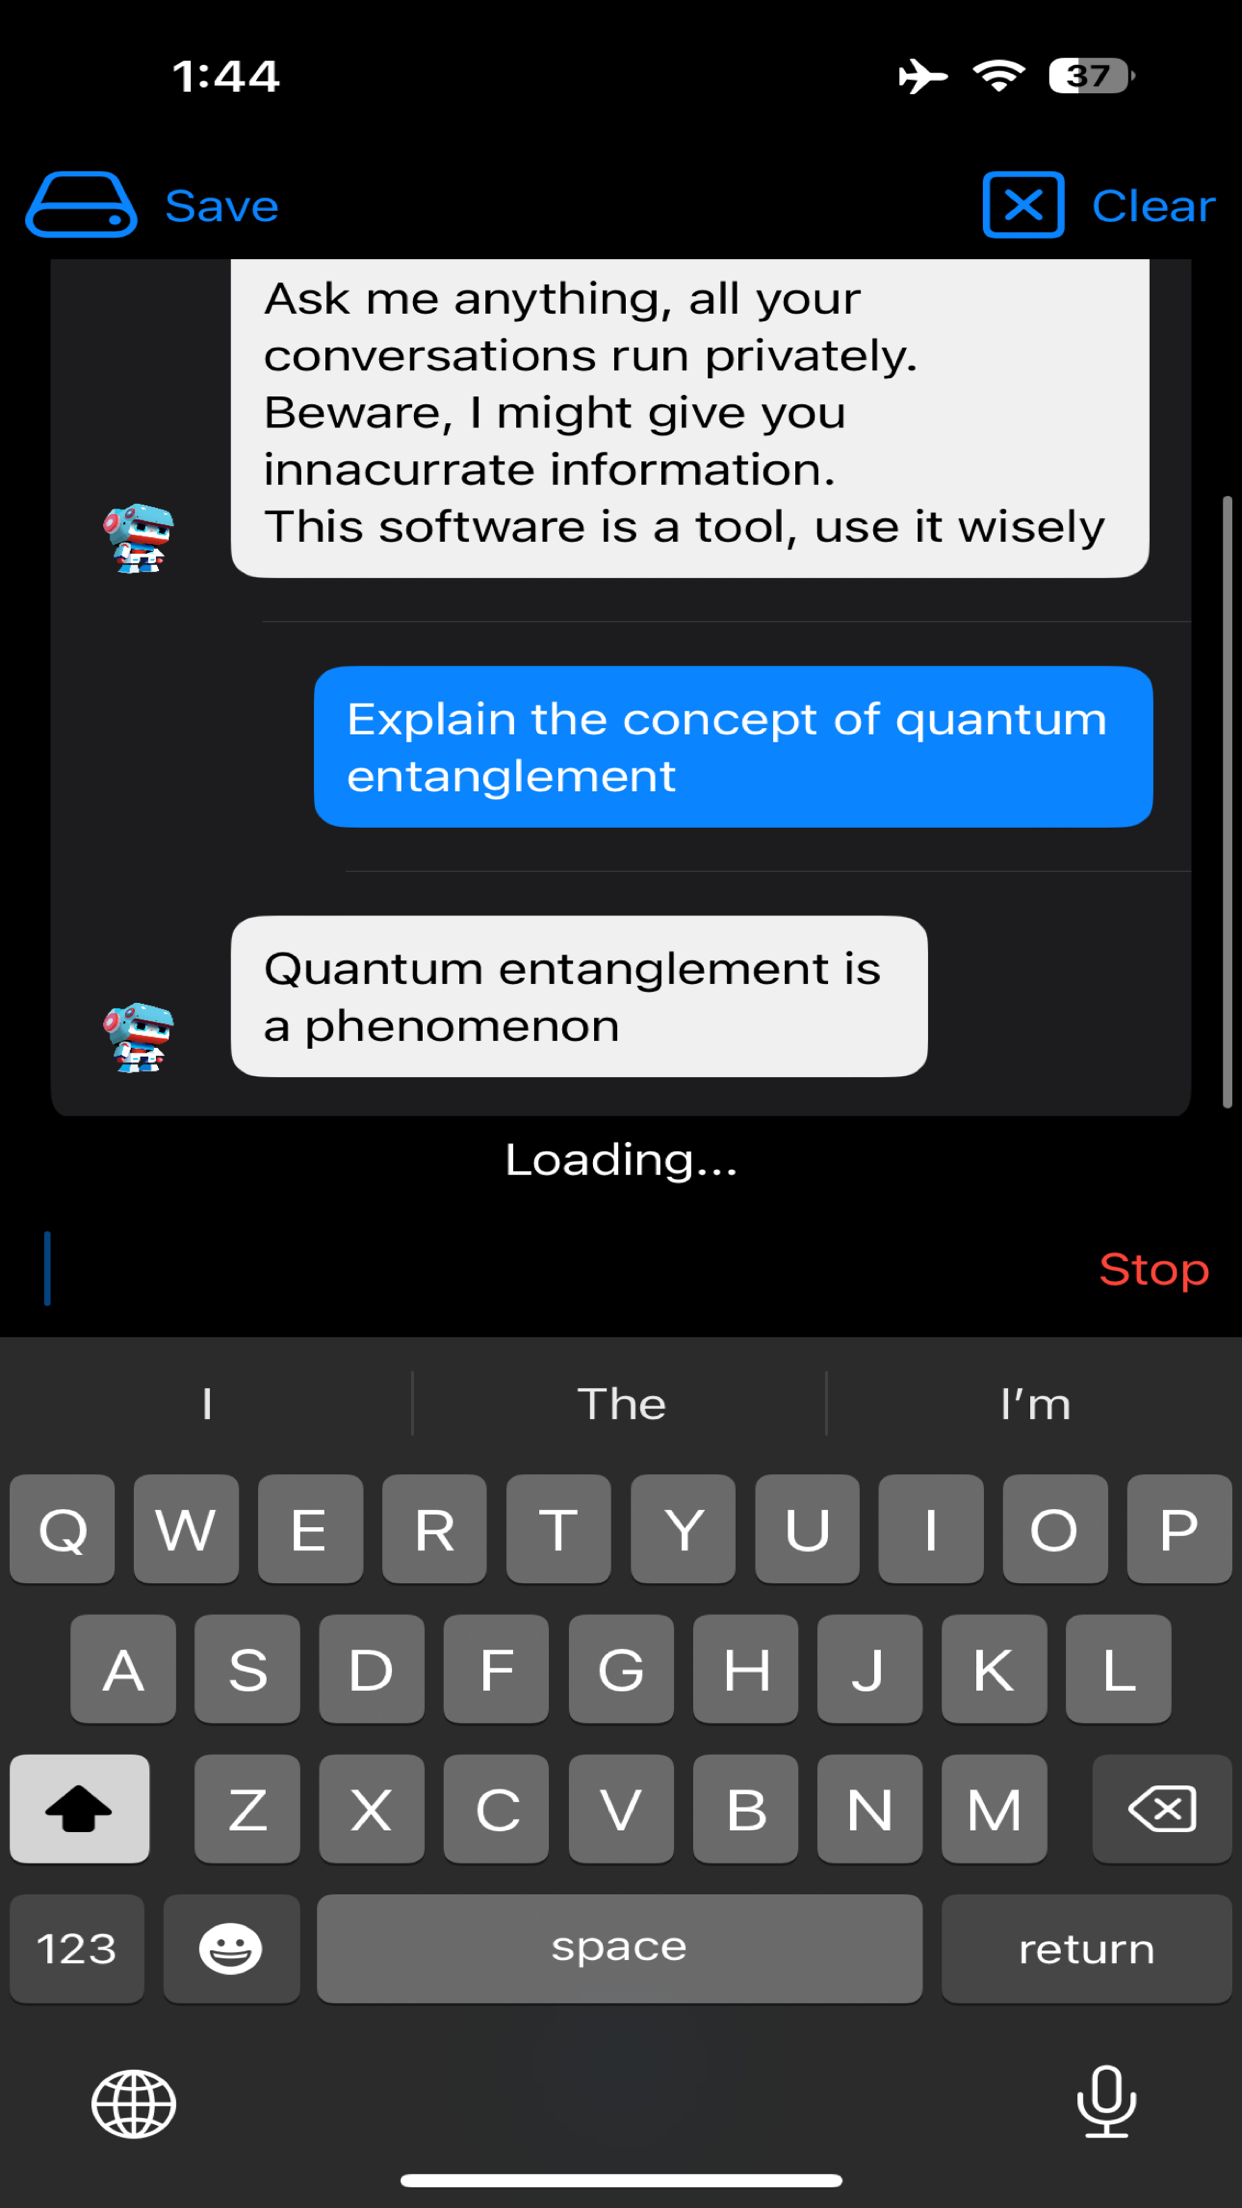 1:44
37
Save
Clear
Ask me anything, all your
conversations run privately.
Beware, I might give you
innacurrate information.
This software is a tool, use it wisely
Explain the concept of quantum
entanglement
Quantum entanglement is
a phenomenon
Loading...
Stop
I The I'm
Q W E R T Y U I O P
A S D F G H J K L
Z X C V B N M
123 space return